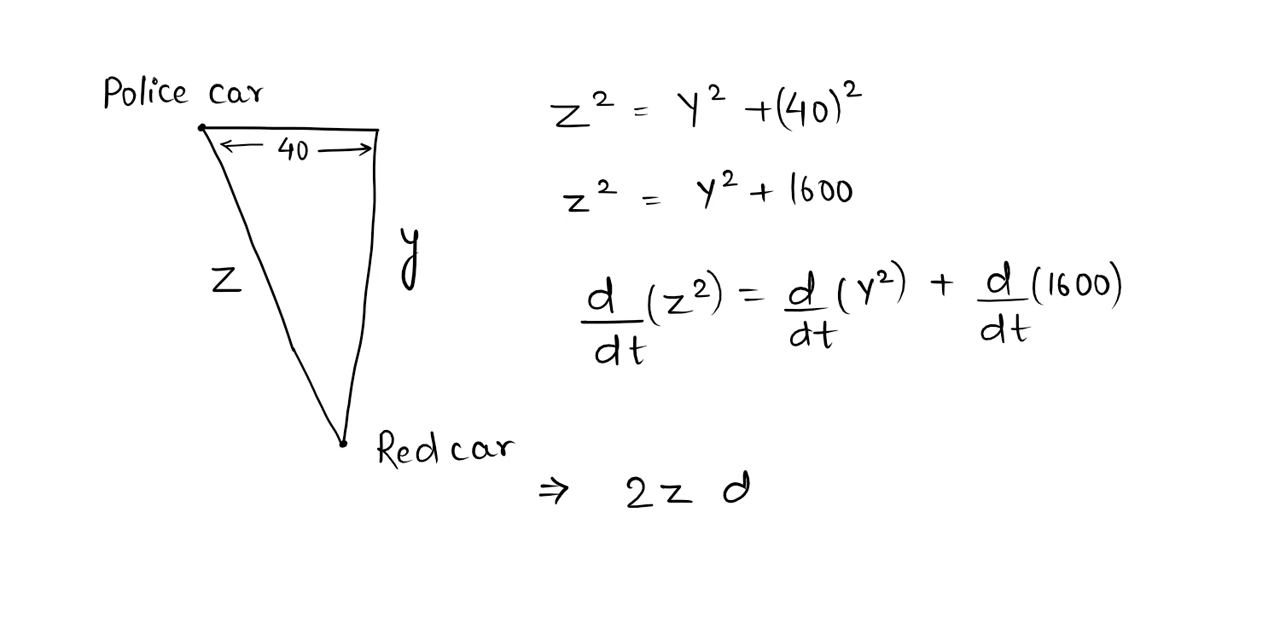 Police car
← 40 →
z
y
Red car
z² = y² + (40)²
z² = y² + 1600
d/dt (z²) = d/dt (y²) + d/dt (1600)
⇒ 2z d